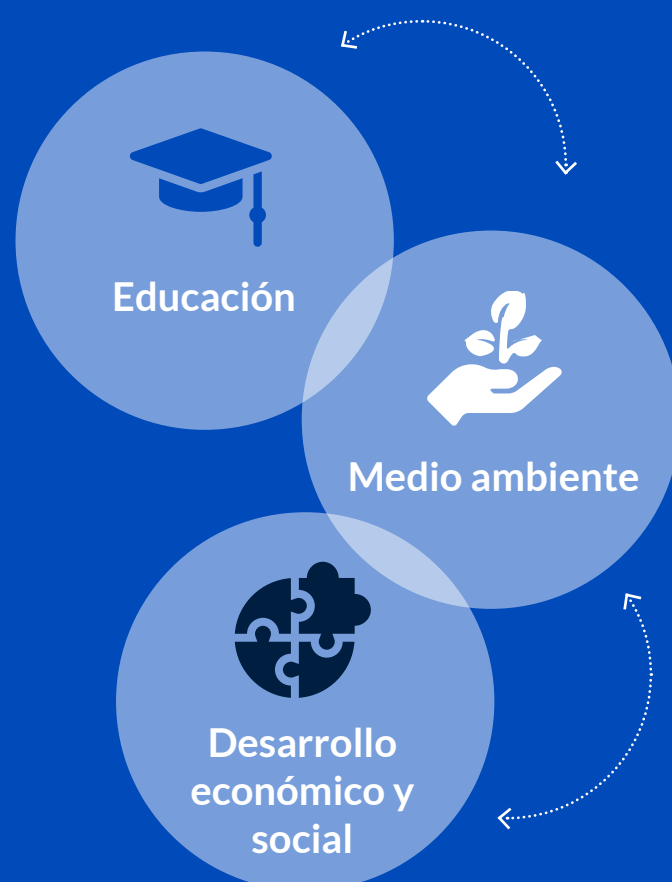 Educación
Medio ambiente
Desarrollo
económico y
social